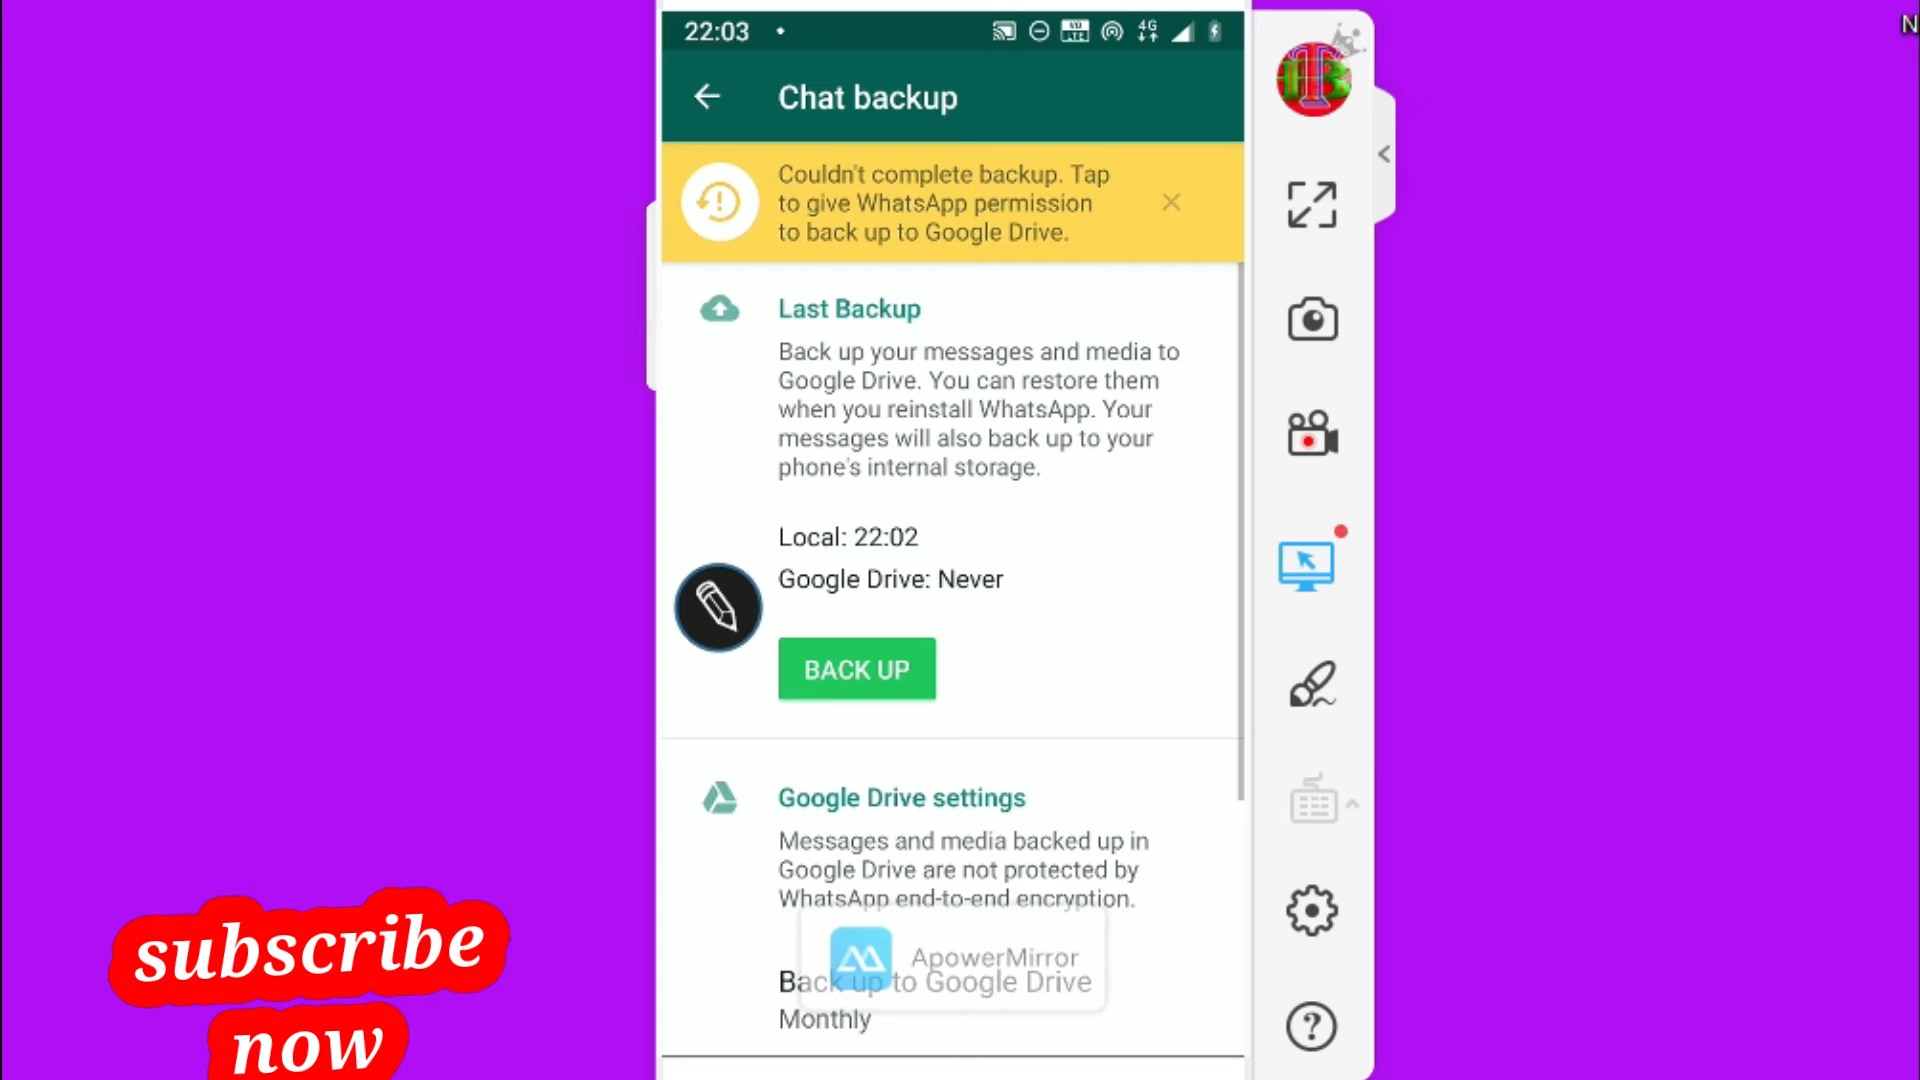 22:03
VO
LTE
4G
Chat backup
Couldn't complete backup. Tap
to give WhatsApp permission
to back up to Google Drive.
Last Backup
Back up your messages and media to
Google Drive. You can restore them
when you reinstall WhatsApp. Your
messages will also back up to your
phone's internal storage.
Local: 22:02
Google Drive: Never
BACK UP
Google Drive settings
Messages and media backed up in
Google Drive are not protected by
WhatsApp end-to-end encryption.
ApowerMirror
Back up to Google Drive
Monthly
subscribe
now
N